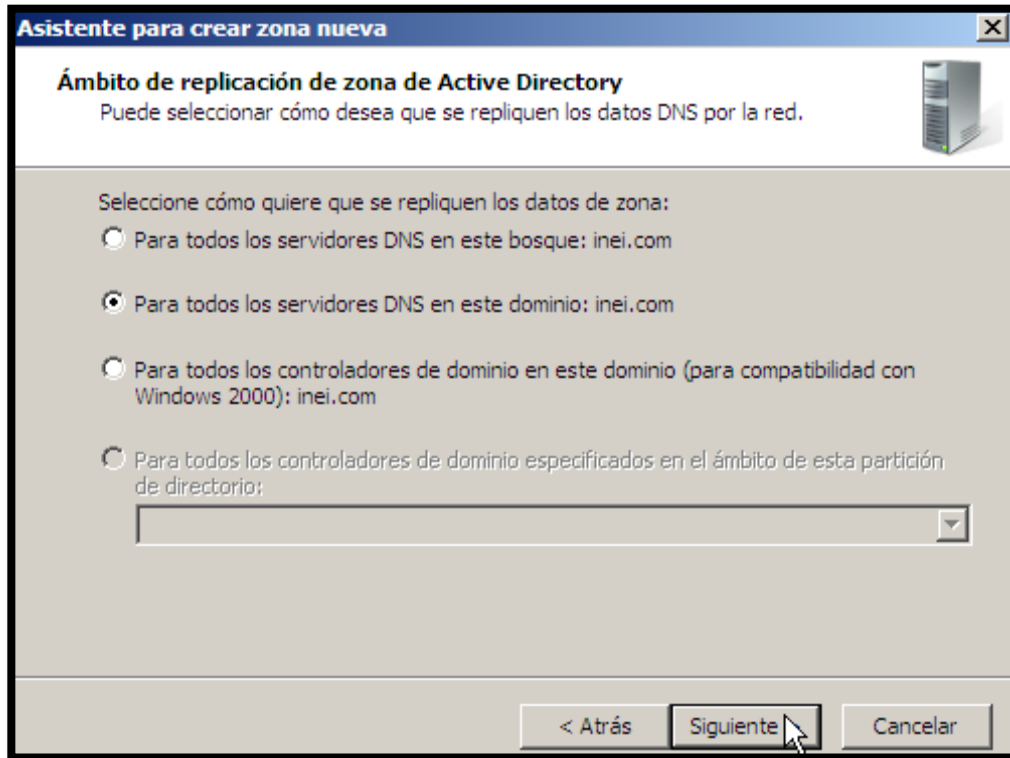 Asistente para crear zona nueva
Ámbito de replicación de zona de Active Directory
Puede seleccionar cómo desea que se repliquen los datos DNS por la red.
Seleccione cómo quiere que se repliquen los datos de zona:
Para todos los servidores DNS en este bosque: inei.com
Para todos los servidores DNS en este dominio: inei.com
Para todos los controladores de dominio en este dominio (para compatibilidad con
Windows 2000): inei.com
Para todos los controladores de dominio especificados en el ámbito de esta partición
de directorio:
< Atrás
Siguiente
Cancelar